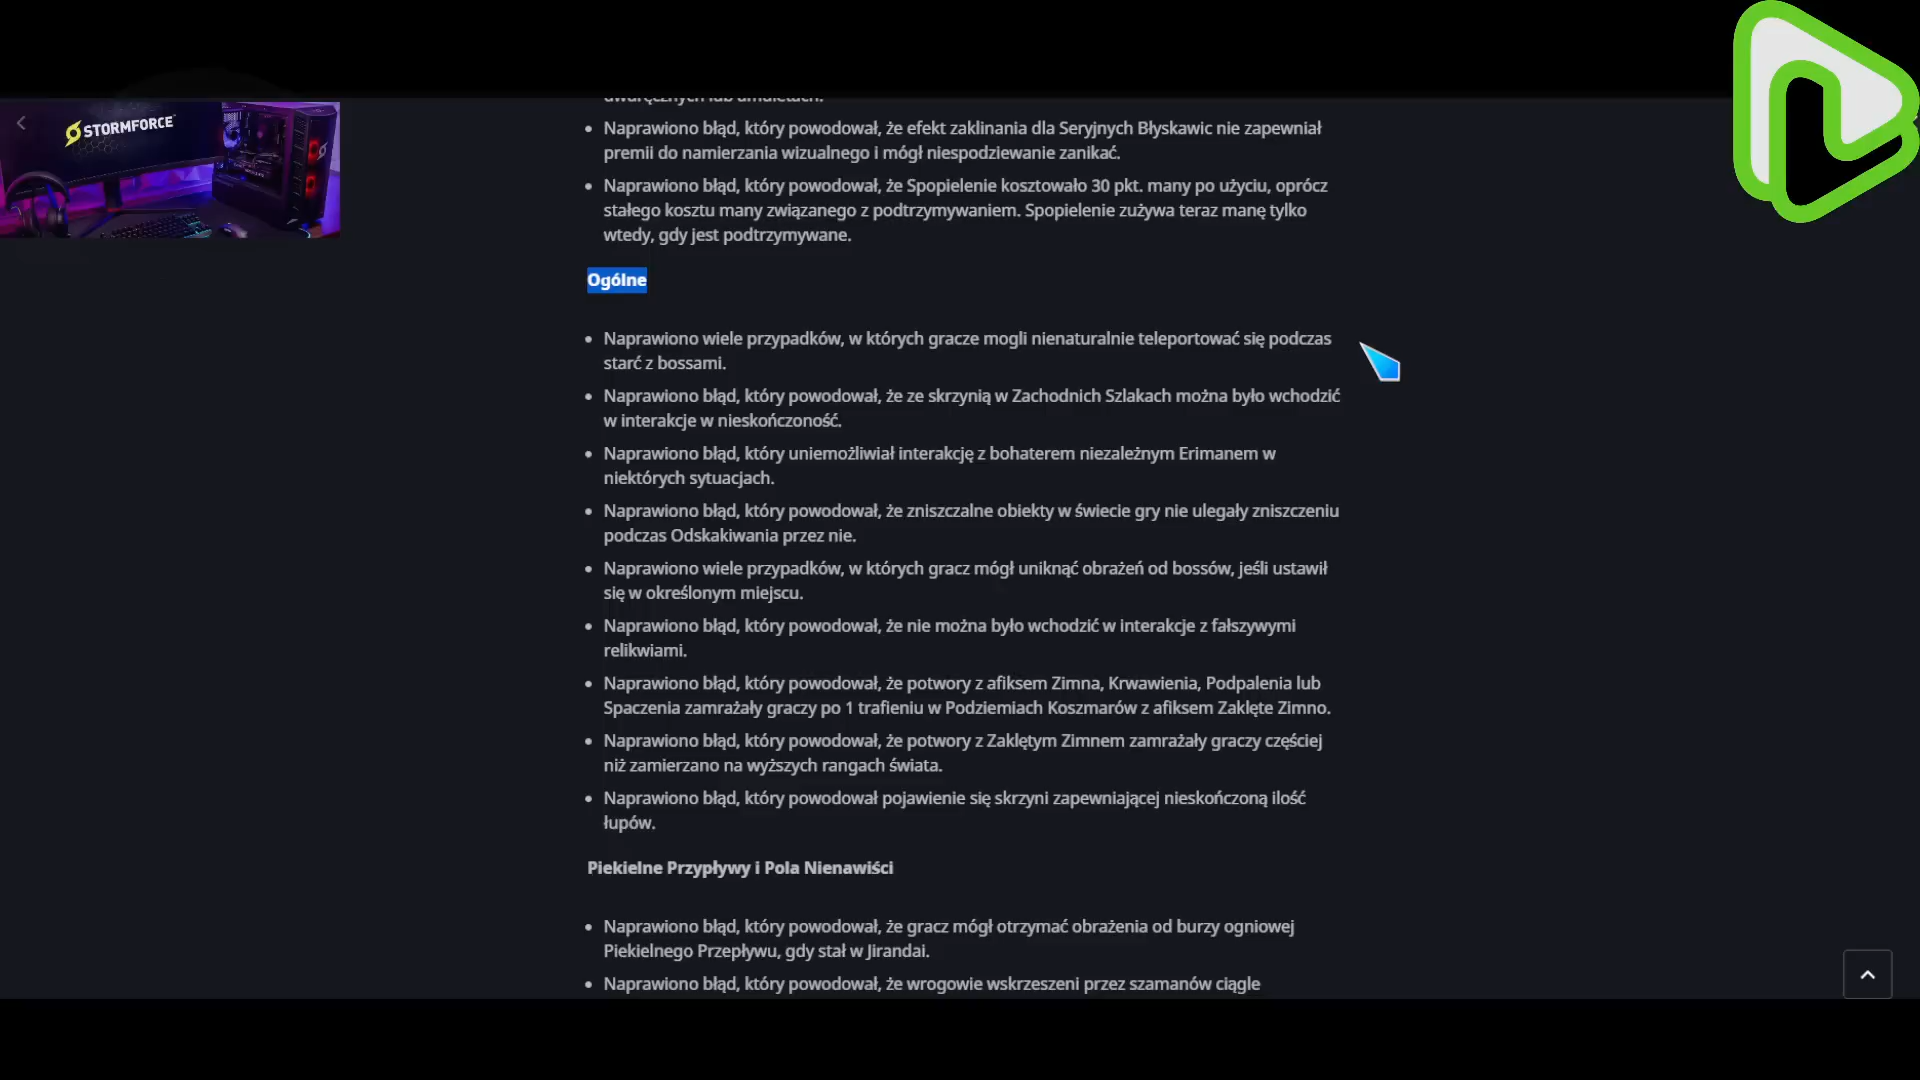 STORMFORCE
dwuręcznych lub amuletach.
• Naprawiono błąd, który powodował, że efekt zaklinania dla Seryjnych Błyskawic nie zapewniał
premii do namierzania wizualnego i mógł niespodziewanie zanikać.
• Naprawiono błąd, który powodował, że Spopielenie kosztowało 30 pkt. many po użyciu, oprócz
stałego kosztu many związanego z podtrzymywaniem. Spopielenie zużywa teraz manę tylko
wtedy, gdy jest podtrzymywane.
Ogólne
• Naprawiono wiele przypadków, w których gracze mogli nienaturalnie teleportować się podczas
starć z bossami.
• Naprawiono błąd, który powodował, że ze skrzynią w Zachodnich Szlakach można było wchodzić
w interakcje w nieskończoność.
• Naprawiono błąd, który uniemożliwiał interakcję z bohaterem niezależnym Erimanem w
niektórych sytuacjach.
• Naprawiono błąd, który powodował, że zniszczalne obiekty w świecie gry nie ulegały zniszczeniu
podczas Odskakiwania przez nie.
• Naprawiono wiele przypadków, w których gracz mógł uniknąć obrażeń od bossów, jeśli ustawił
się w określonym miejscu.
• Naprawiono błąd, który powodował, że nie można było wchodzić w interakcje z fałszywymi
relikwiami.
• Naprawiono błąd, który powodował, że potwory z afiksem Zimna, Krwawienia, Podpalenia lub
Spaczenia zamrażały graczy po 1 trafieniu w Podziemiach Koszmarów z afiksem Zaklęte Zimno.
• Naprawiono błąd, który powodował, że potwory z Zaklętym Zimnem zamrażały graczy częściej
niż zamierzano na wyższych rangach świata.
• Naprawiono błąd, który powodował pojawienie się skrzyni zapewniającej nieskończoną ilość
łupów.
Piekielne Przypływy i Pola Nienawiści
• Naprawiono błąd, który powodował, że gracz mógł otrzymać obrażenia od burzy ogniowej
Piekielnego Przepływu, gdy stał w Jirandai.
• Naprawiono błąd, który powodował, że wrogowie wskrzeszeni przez szamanów ciągle